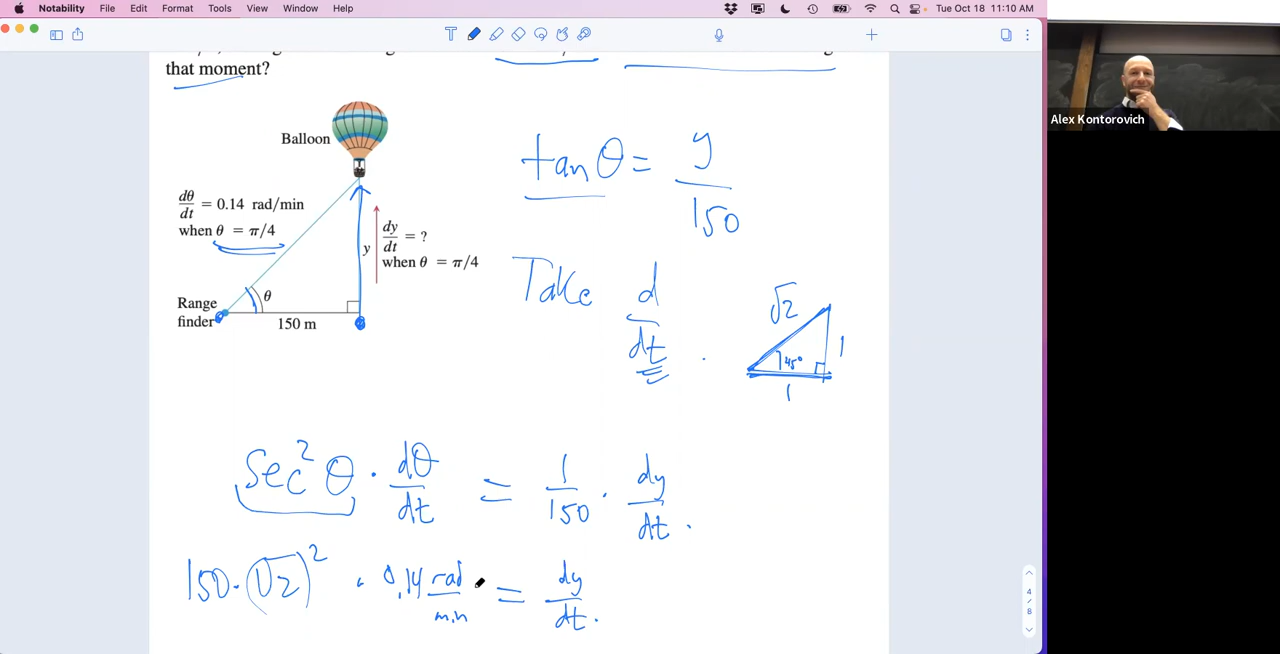 Notability File Edit Format Tools View Window Help Tue Oct 18 11:10 AM
that moment?
Balloon
dθ/dt = 0.14 rad/min
when θ = π/4
y
dy/dt = ?
when θ = π/4
Range
finder
θ
150 m
tan θ = y/150
Take d/dt .
√2
45°
1
1
sec² θ · dθ/dt = 1/150 · dy/dt .
150 · (√2)² · 0.14 rad/min = dy/dt .
Alex Kontorovich
4
/
8